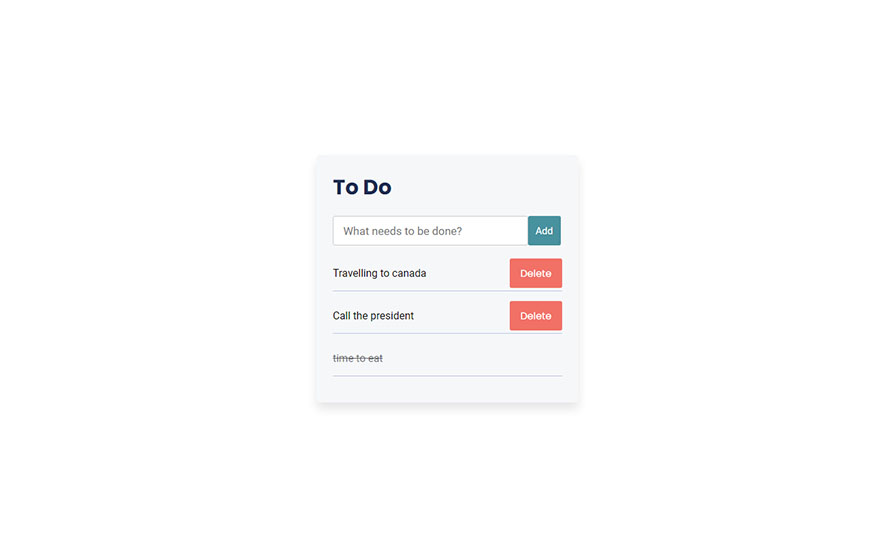 To Do
What needs to be done? Add
Travelling to canada Delete
Call the president Delete
time to eat